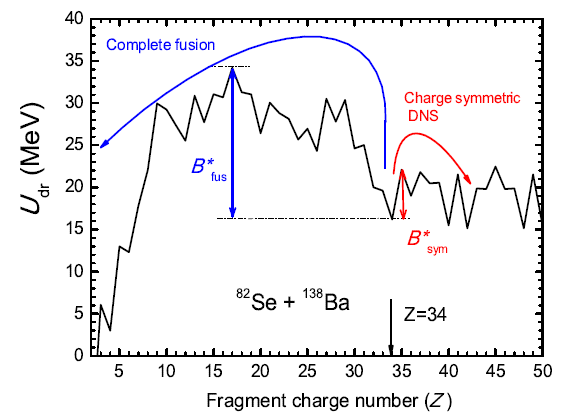 40
35
30
25
20
15
10
5
0
U_dr (MeV)
Complete fusion
B*_fus
Charge symmetric
DNS
B*_sym
⁸²Se + ¹³⁸Ba
Z=34
5 10 15 20 25 30 35 40 45 50
Fragment charge number (Z)